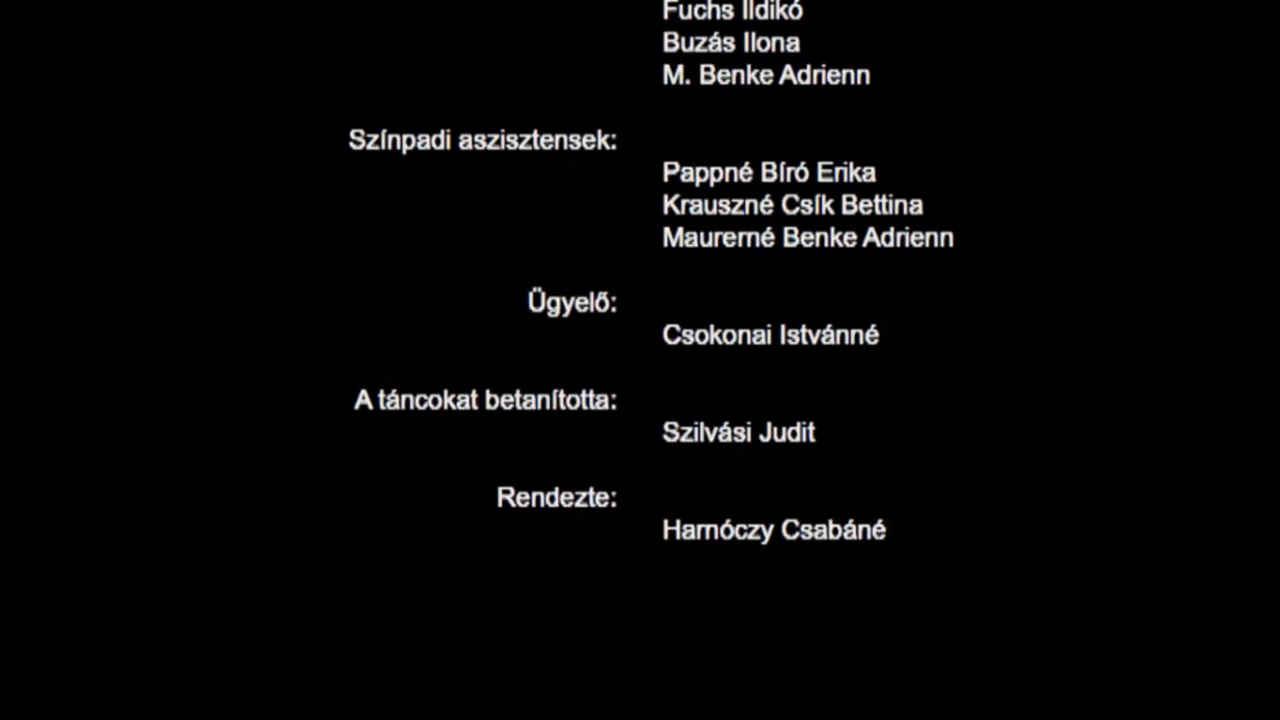 Fuchs Ildikó
Buzás Ilona
M. Benke Adrienn
Színpadi aszisztensek:
Pappné Bíró Erika
Krauszné Csík Bettina
Maurerné Benke Adrienn
Ügyelő:
Csokonai Istvánné
A táncokat betanította:
Szilvási Judit
Rendezte:
Harnóczy Csabáné